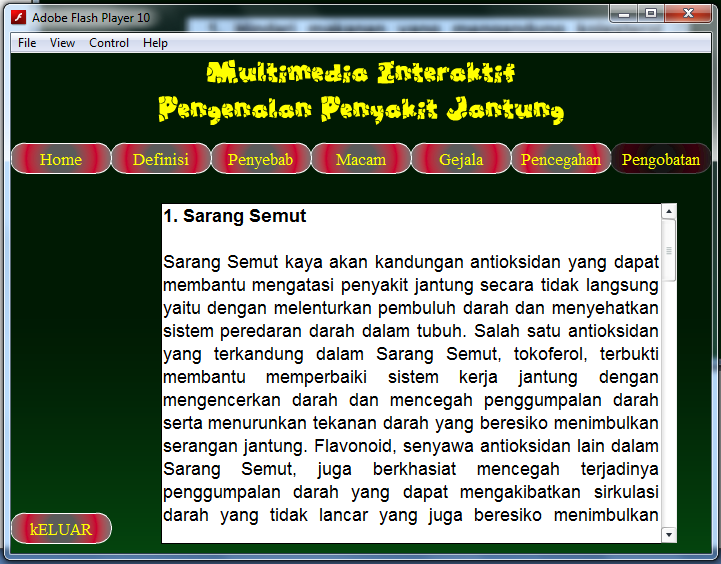 Adobe Flash Player 10
File View Control Help
Multimedia Interaktif
Pengenalan Penyakit Jantung
Home Definisi Penyebab Macam Gejala Pencegahan Pengobatan
1. Sarang Semut
Sarang Semut kaya akan kandungan antioksidan yang dapat
membantu mengatasi penyakit jantung secara tidak langsung
yaitu dengan melenturkan pembuluh darah dan menyehatkan
sistem peredaran darah dalam tubuh. Salah satu antioksidan
yang terkandung dalam Sarang Semut, tokoferol, terbukti
membantu memperbaiki sistem kerja jantung dengan
mengencerkan darah dan mencegah penggumpalan darah
serta menurunkan tekanan darah yang beresiko menimbulkan
serangan jantung. Flavonoid, senyawa antioksidan lain dalam
Sarang Semut, juga berkhasiat mencegah terjadinya
penggumpalan darah yang dapat mengakibatkan sirkulasi
darah yang tidak lancar yang juga beresiko menimbulkan
kELUAR